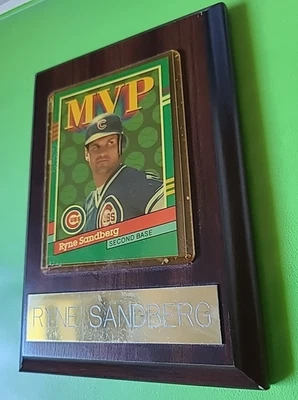 MVP
C
Ryne Sandberg
SECOND BASE
RYNE SANDBERG